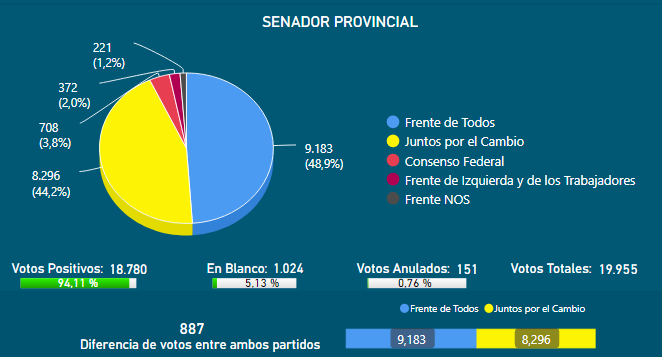 SENADOR PROVINCIAL
221
(1,2%)
372
(2,0%)
708
(3,8%)
8.296
(44,2%)
9.183
(48,9%)
Frente de Todos
Juntos por el Cambio
Consenso Federal
Frente de Izquierda y de los Trabajadores
Frente NOS
Votos Positivos: 18.780
94,11 %
En Blanco: 1.024
5,13 %
Votos Anulados: 151
0,76 %
Votos Totales: 19.955
Frente de Todos Juntos por el Cambio
887
Diferencia de votos entre ambos partidos
9,183 8,296